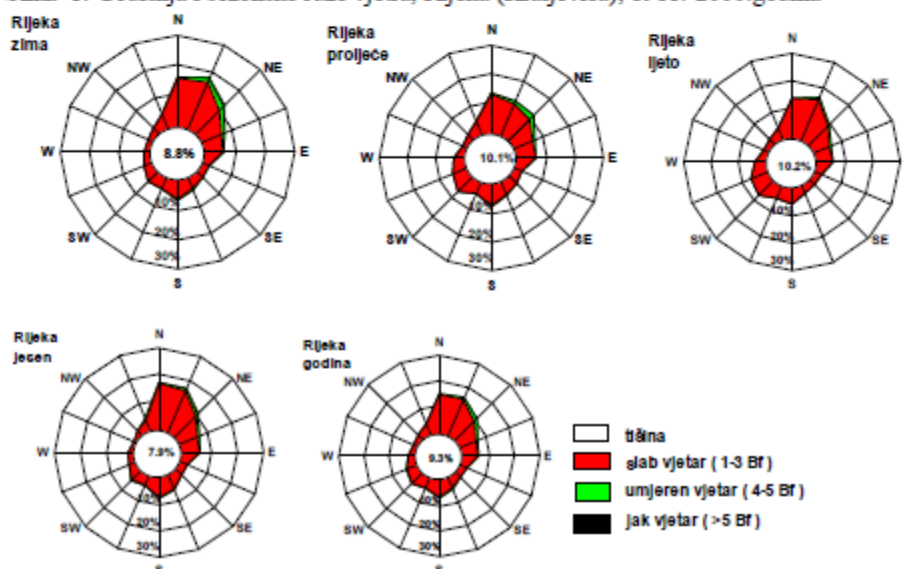 Rijeka
zima
N
NW
NE
W
8.8%
E
10%
SW
20%
SE
30%
S
Rijeka
proljeće
N
NW
NE
W
10.1%
E
10%
SW
20%
SE
30%
S
Rijeka
ljeto
N
NW
NE
W
10.2%
E
10%
SW
20%
SE
30%
S
Rijeka
jesen
N
NW
NE
W
7.9%
E
10%
SW
20%
SE
30%
S
Rijeka
godina
N
NW
NE
W
9.3%
E
10%
SW
20%
SE
30%
S
tišina
slab vjetar ( 1-3 Bf )
umjeren vjetar ( 4-5 Bf )
jak vjetar ( >5 Bf )